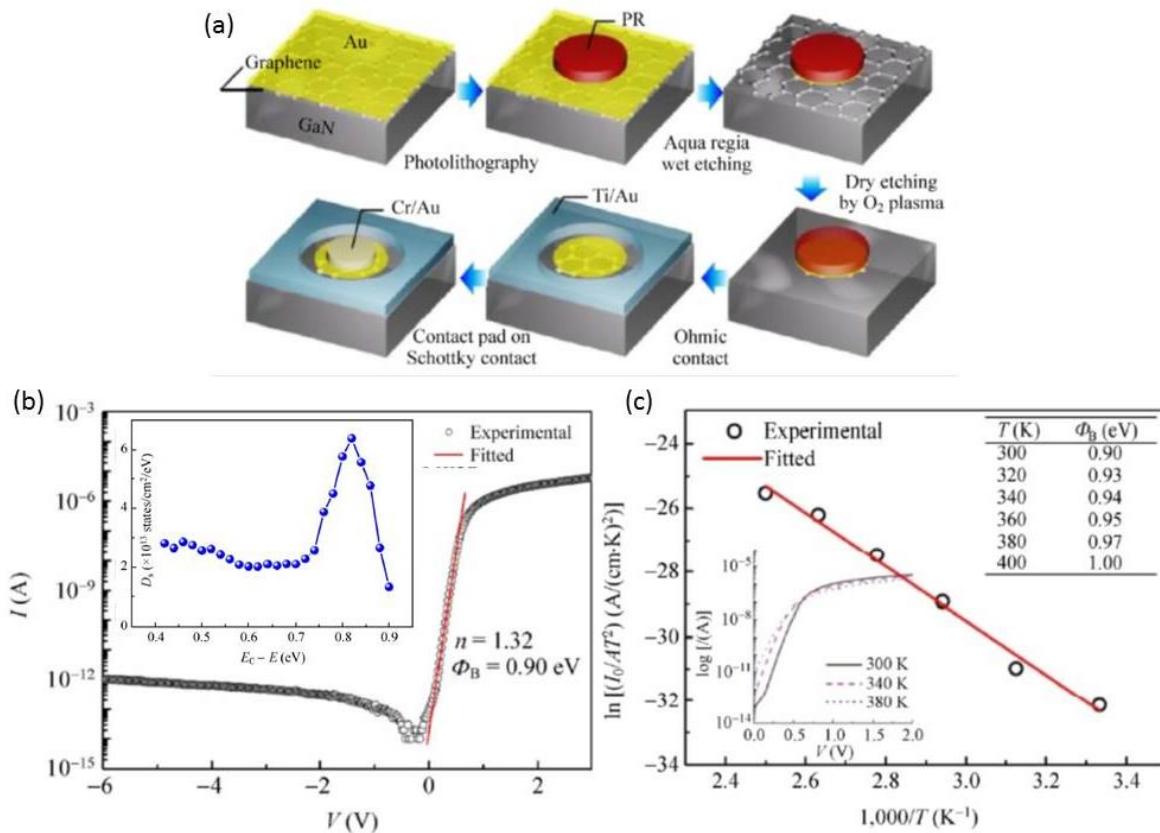 (a)
PR
Au
Graphene
GaN
Photolithography
Aqua regia
wet etching
Dry etching
by O₂ plasma
Cr/Au
Ti/Au
Contact pad on
Schottky contact
Ohmic
contact
(b)
10⁻³
10⁻⁶
10⁻⁹
10⁻¹²
10⁻¹⁵
I (A)
−6
−4
−2
0
2
V (V)
Experimental
Fitted
n = 1.32
Φ_B = 0.90 eV
6
4
2
0
Dₛ (×10¹³ states/cm²/eV)
0.4 0.5 0.6 0.7 0.8 0.9
E_C − E (eV)
(c)
−24
−26
−28
−30
−32
−34
ln [(I₀/AT²) (A/(cm·K)²)]
2.4 2.6 2.8 3.0 3.2 3.4
1,000/T (K⁻¹)
Experimental
Fitted
T (K) Φ_B (eV)
300 0.90
320 0.93
340 0.94
360 0.95
380 0.97
400 1.00
10⁻⁵
10⁻⁸
10⁻¹¹
10⁻¹⁴
log [I/(A)]
0.0 0.5 1.0 1.5 2.0
V (V)
300 K
340 K
380 K